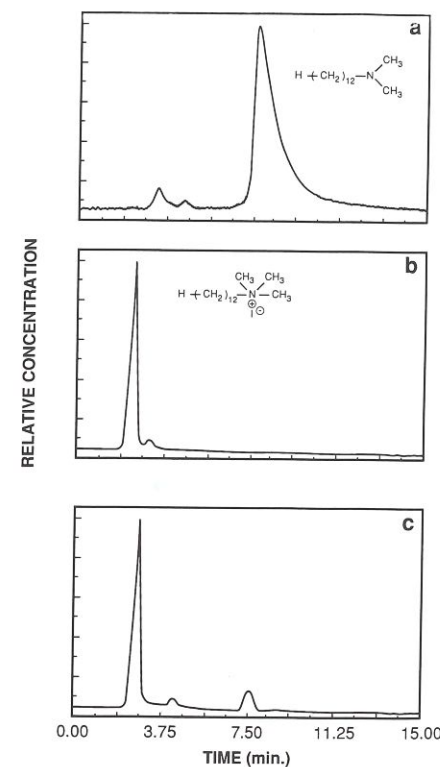 a
CH₃
H -(-CH₂)₁₂-N
CH₃
RELATIVE CONCENTRATION
b
CH₃ CH₃
H -(-CH₂)₁₂-N-CH₃
⊕
I ⊖
c
0.00 3.75 7.50 11.25 15.00
TIME (min.)